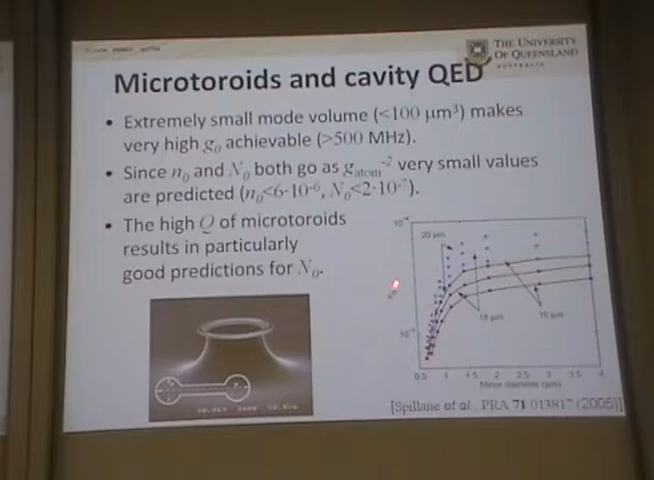 THE UNIVERSITY
OF QUEENSLAND
AUSTRALIA
Microtoroids and cavity QED
• Extremely small mode volume (<100 μm³) makes
very high g₀ achievable (>500 MHz).
• Since n₀ and N₀ both go as g_atom⁻² very small values
are predicted (n₀<6·10⁻⁶, N₀<2·10⁻⁷).
• The high Q of microtoroids
results in particularly
good predictions for N₀.
20 μm
18 μm
16 μm
0.5 1 1.5 2 2.5 3 3.5 4
Minor diameter (μm)
[Spillane et al., PRA 71 013817 (2005)]